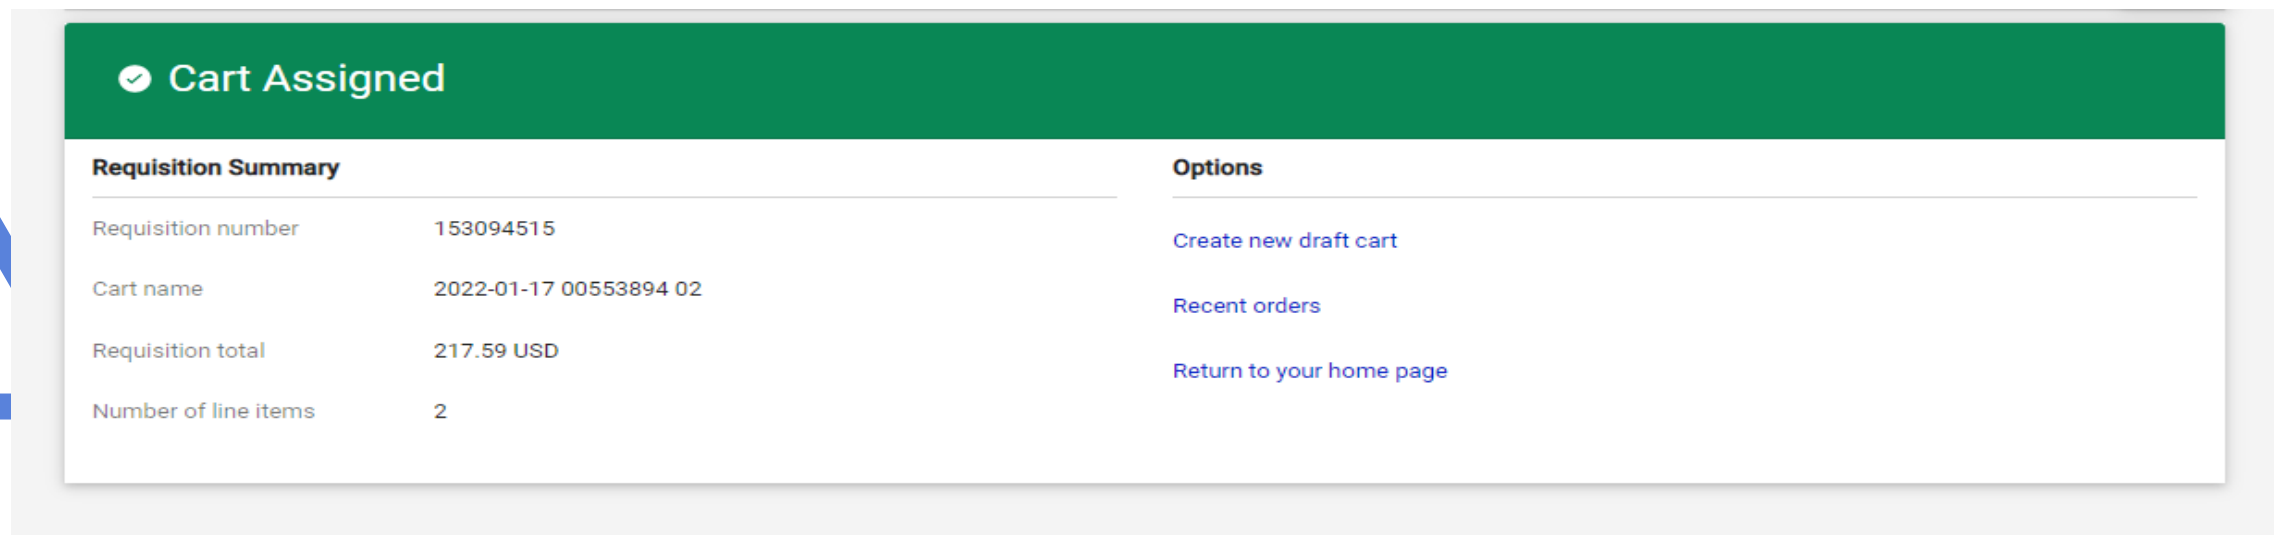 Cart Assigned
Requisition Summary
Requisition number 153094515
Cart name 2022-01-17 00553894 02
Requisition total 217.59 USD
Number of line items 2
Options
Create new draft cart
Recent orders
Return to your home page